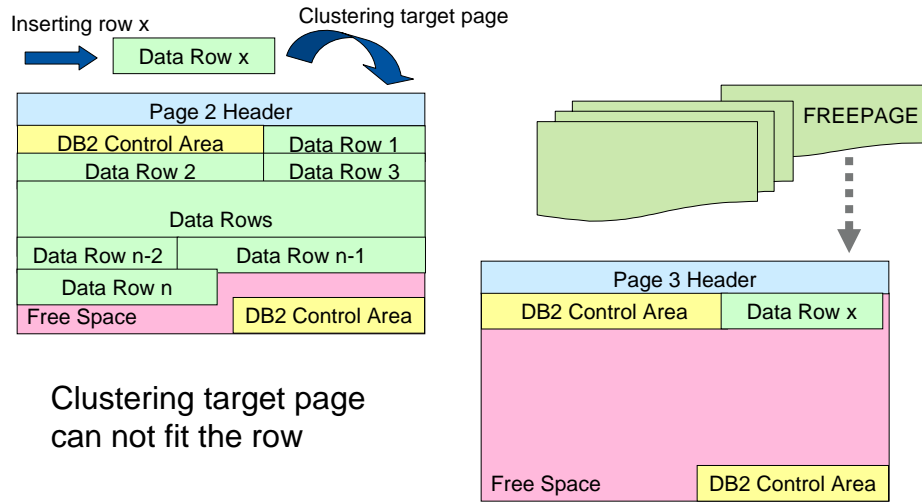 Inserting row x
Data Row x
Clustering target page
Page 2 Header
DB2 Control Area
Data Row 1
Data Row 2
Data Row 3
Data Rows
Data Row n-2
Data Row n-1
Data Row n
Free Space
DB2 Control Area
Clustering target page
can not fit the row
FREEPAGE
Page 3 Header
DB2 Control Area
Data Row x
Free Space
DB2 Control Area